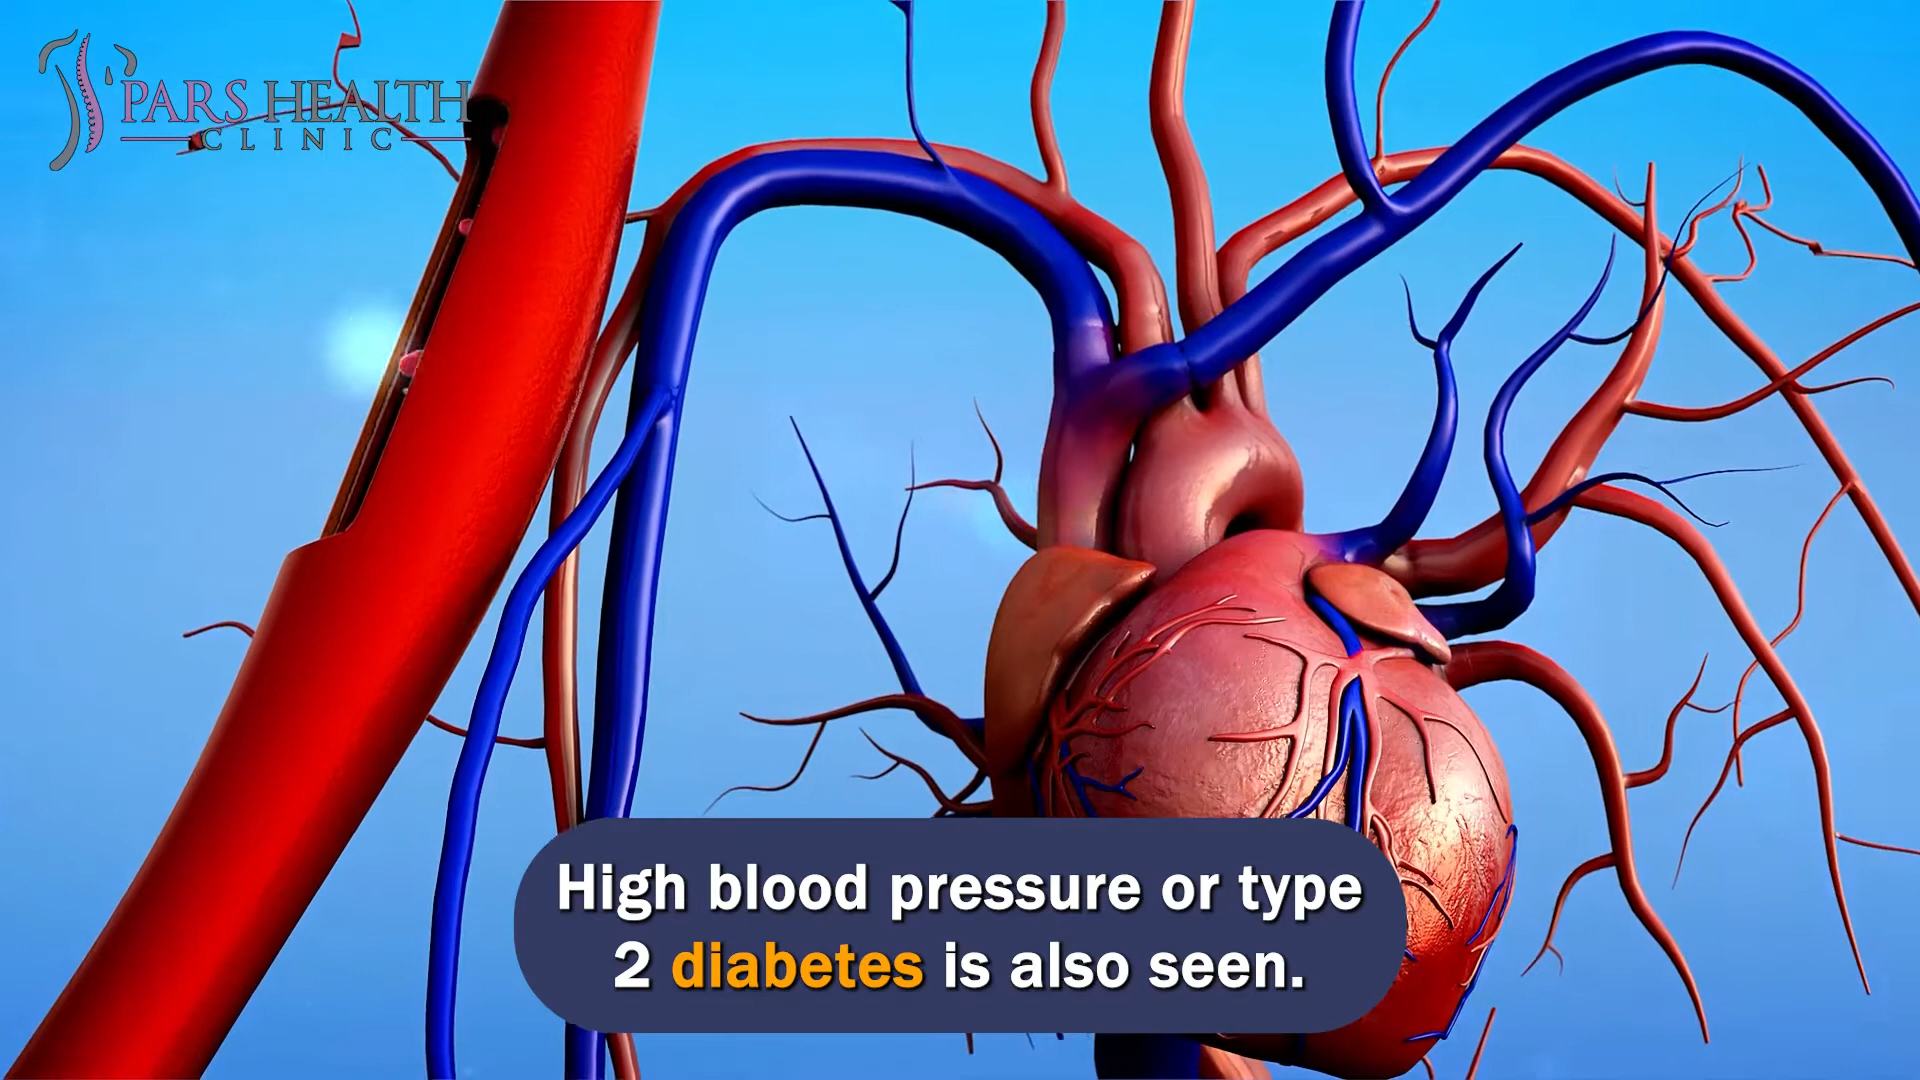 PARS HEALTH
CLINIC
High blood pressure or type
2 diabetes is also seen.